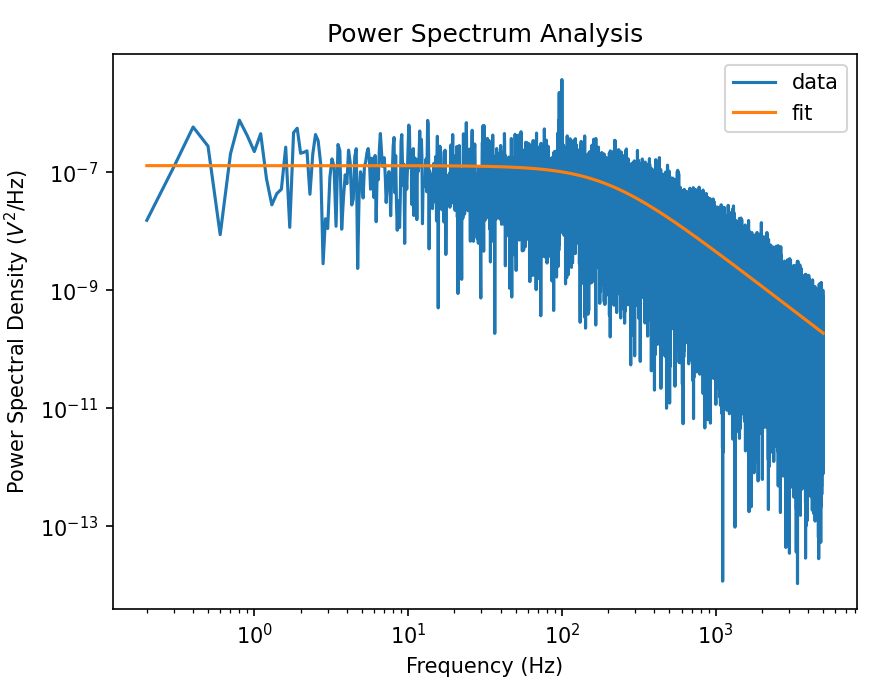 Power Spectrum Analysis
data
fit
Power Spectral Density ($V^2$/Hz)
$10^{-7}$
$10^{-9}$
$10^{-11}$
$10^{-13}$
$10^0$ $10^1$ $10^2$ $10^3$
Frequency (Hz)